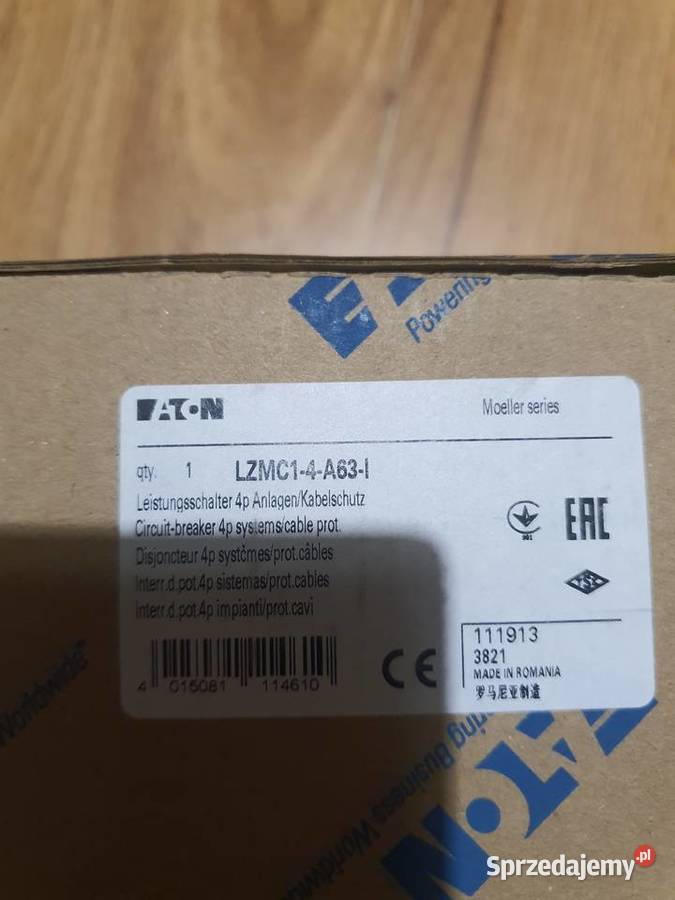 Powering
EATON
Moeller series
qty. 1 LZMC1-4-A63-I
Leistungsschalter 4p Anlagen/Kabelschutz
Circuit-breaker 4p systems/cable prot.
Disjoncteur 4p systèmes/prot.câbles
Interr.d.pot.4p sistemas/prot.cables
Interr.d.pot.4p impianti/prot.cavi
EAC
4 015081 114610
CE
111913
3821
MADE IN ROMANIA
罗马尼亚制造
ering Business Worldwi
Worldwide
Sprzedajemy.pl